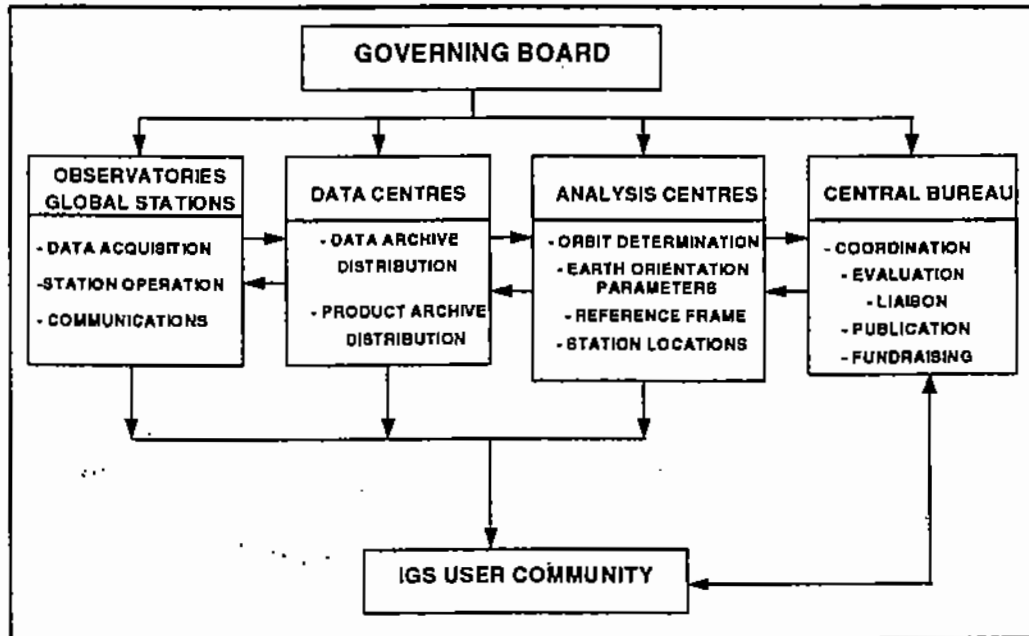 GOVERNING BOARD
OBSERVATORIES
GLOBAL STATIONS
- DATA ACQUISITION
-STATION OPERATION
- COMMUNICATIONS
DATA CENTRES
- DATA ARCHIVE
DISTRIBUTION
- PRODUCT ARCHIVE
DISTRIBUTION
ANALYSIS CENTRES
- ORBIT DETERMINATION
- EARTH ORIENTATION
PARAMETERS
- REFERENCE FRAME
- STATION LOCATIONS
CENTRAL BUREAU
- COORDINATION
- EVALUATION
- LIAISON
- PUBLICATION
- FUNDRAISING
IGS USER COMMUNITY